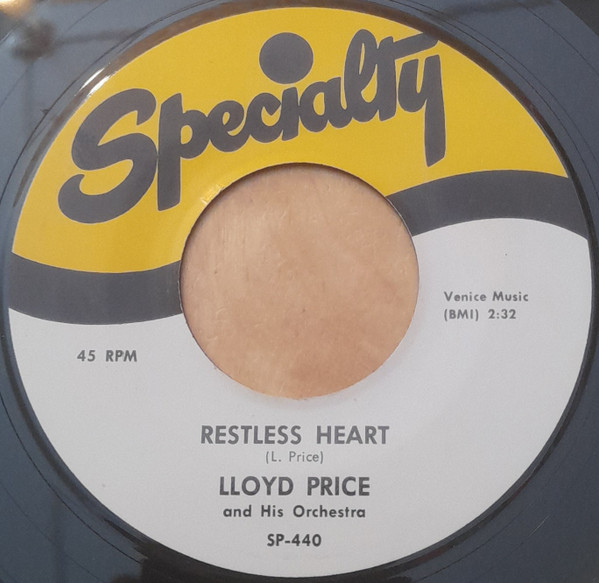 Specialty
Venice Music
(BMI) 2:32
45 RPM
RESTLESS HEART
(L. Price)
LLOYD PRICE
and His Orchestra
SP-440